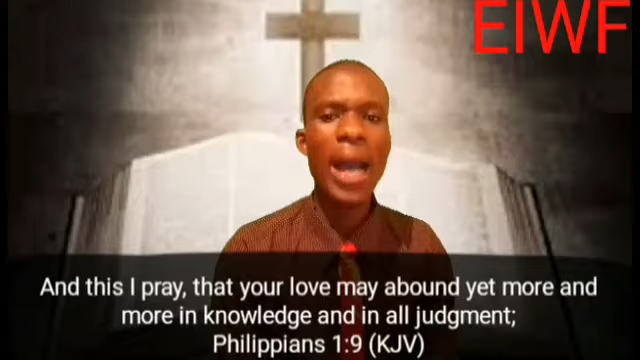 EIWF
And this I pray, that your love may abound yet more and
more in knowledge and in all judgment;
Philippians 1:9 (KJV)